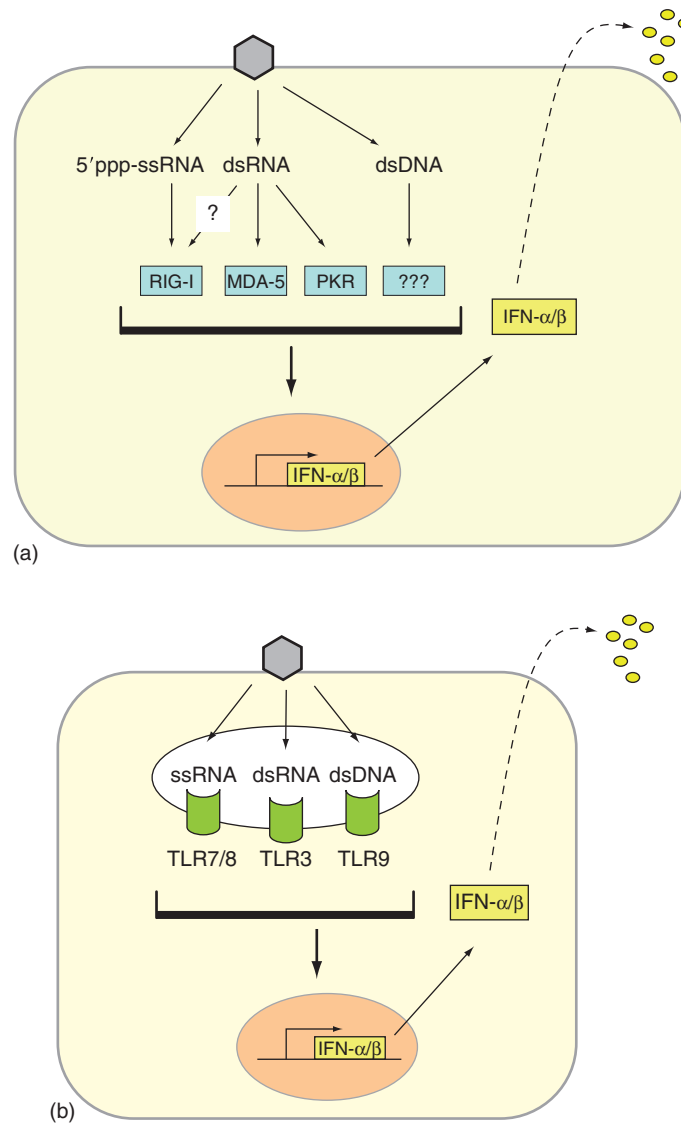 5′ppp-ssRNA dsRNA dsDNA
?
RIG-I MDA-5 PKR ???
IFN-α/β
IFN-α/β
(a)
ssRNA dsRNA dsDNA
TLR7/8 TLR3 TLR9
IFN-α/β
IFN-α/β
(b)